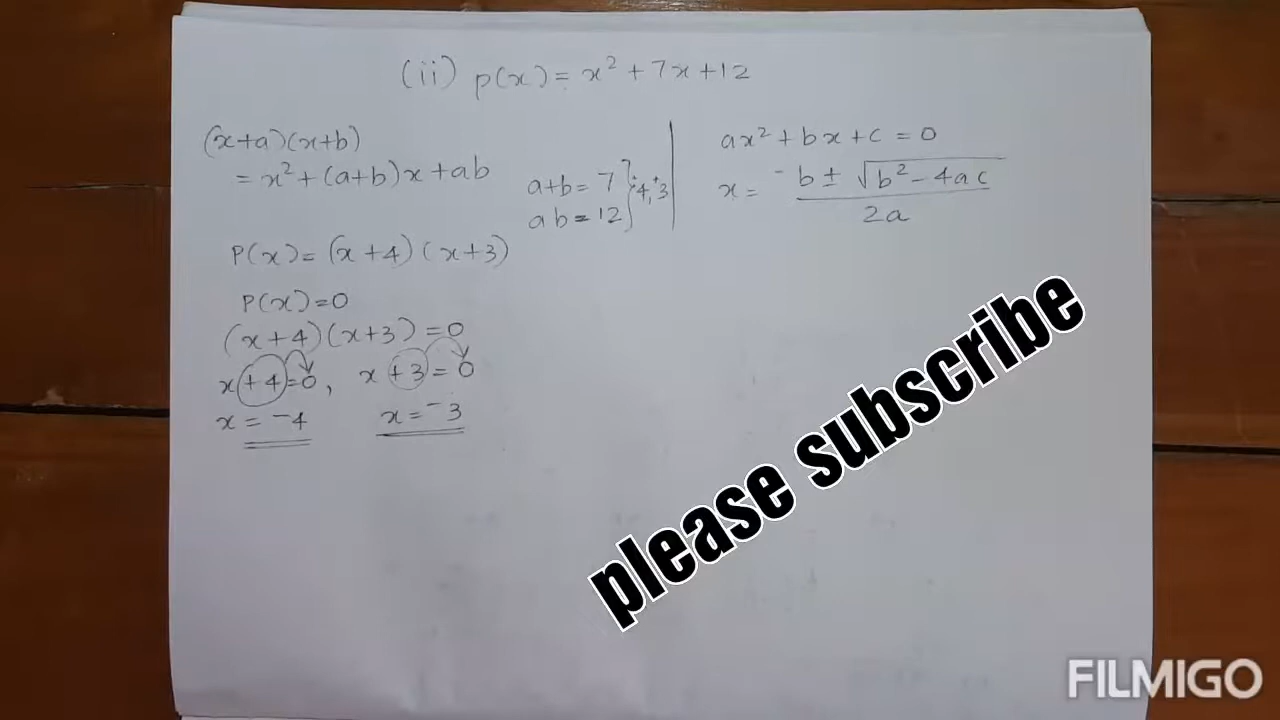 (ii) p(x) = x² + 7x + 12
(x+a)(x+b)
= x² + (a+b)x + ab
a+b = 7
ab = 12
+4, +3
P(x) = (x+4)(x+3)
P(x) = 0
(x+4)(x+3) = 0
x+4=0, x+3=0
x = -4 x = -3
ax² + bx + c = 0
x = -b ± √b² - 4ac
2a
please subscribe
FILMIGO